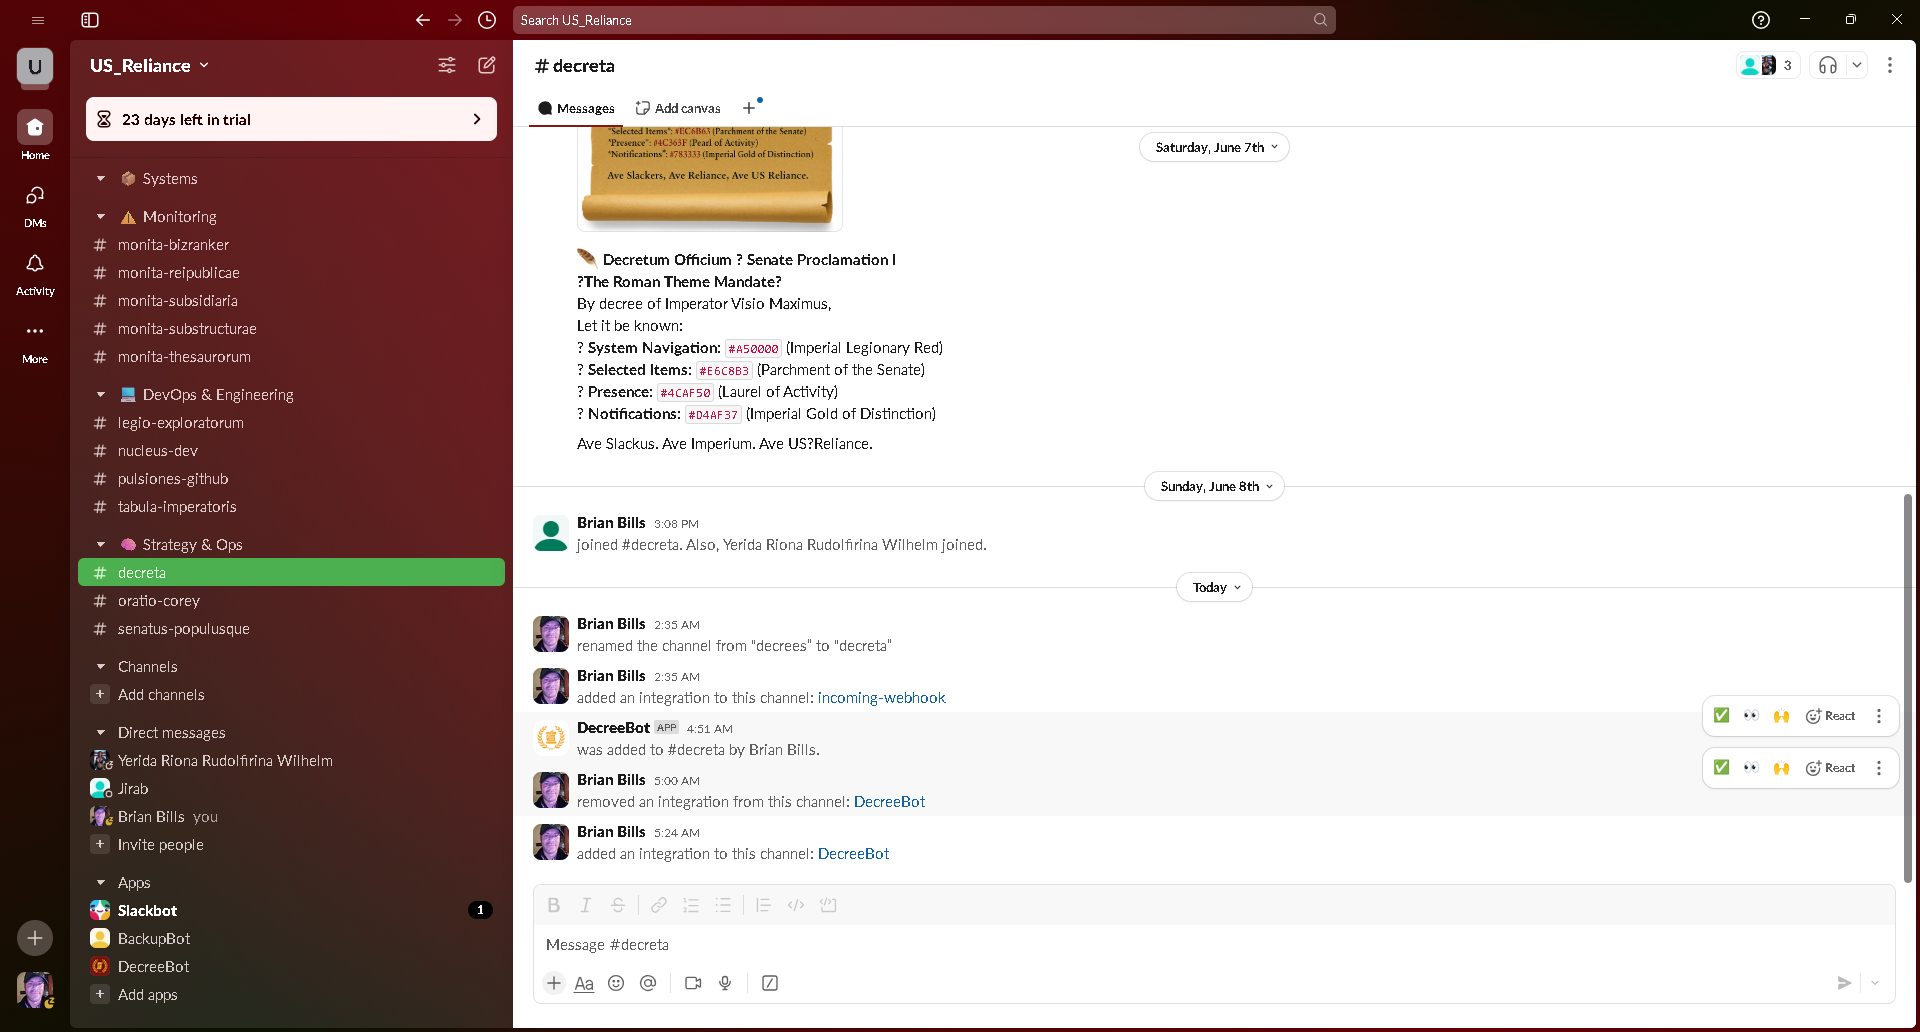 Search US_Reliance
U
US_Reliance
23 days left in trial
Home
DMs
Activity
More
Systems
Monitoring
# monita-bizranker
# monita-reipublicae
# monita-subsidiaria
# monita-substructurae
# monita-thesaurorum
DevOps & Engineering
# legio-exploratorum
# nucleus-dev
# pulsiones-github
# tabula-imperatoris
Strategy & Ops
# decreta
# oratio-corey
# senatus-populusque
Channels
+ Add channels
Direct messages
Yerida Riona Rudolfirina Wilhelm
Jirab
Brian Bills you
+ Invite people
Apps
Slackbot 1
BackupBot
DecreeBot
+ Add apps
# decreta
3
Messages Add canvas +
Saturday, June 7th
"Selected Items": #EC6B63 (Parchment of the Senate)
"Presence": #4C363F (Pearl of Activity)
"Notifications": #783333 (Imperial Gold of Distinction)
Ave Slackers, Ave Reliance, Ave US Reliance.
Decretum Officium ? Senate Proclamation I
?The Roman Theme Mandate?
By decree of Imperator Visio Maximus,
Let it be known:
? System Navigation: #A50000 (Imperial Legionary Red)
? Selected Items: #E6C8B3 (Parchment of the Senate)
? Presence: #4CAF50 (Laurel of Activity)
? Notifications: #D4AF37 (Imperial Gold of Distinction)
Ave Slackus. Ave Imperium. Ave US?Reliance.
Sunday, June 8th
Brian Bills 3:08 PM
joined #decreta. Also, Yerida Riona Rudolfirina Wilhelm joined.
Today
Brian Bills 2:35 AM
renamed the channel from "decrees" to "decreta"
Brian Bills 2:35 AM
added an integration to this channel: incoming-webhook
DecreeBot APP 4:51 AM
was added to #decreta by Brian Bills.
React
Brian Bills 5:00 AM
removed an integration from this channel: DecreeBot
React
Brian Bills 5:24 AM
added an integration to this channel: DecreeBot
B I S
Message #decreta
+ Aa @